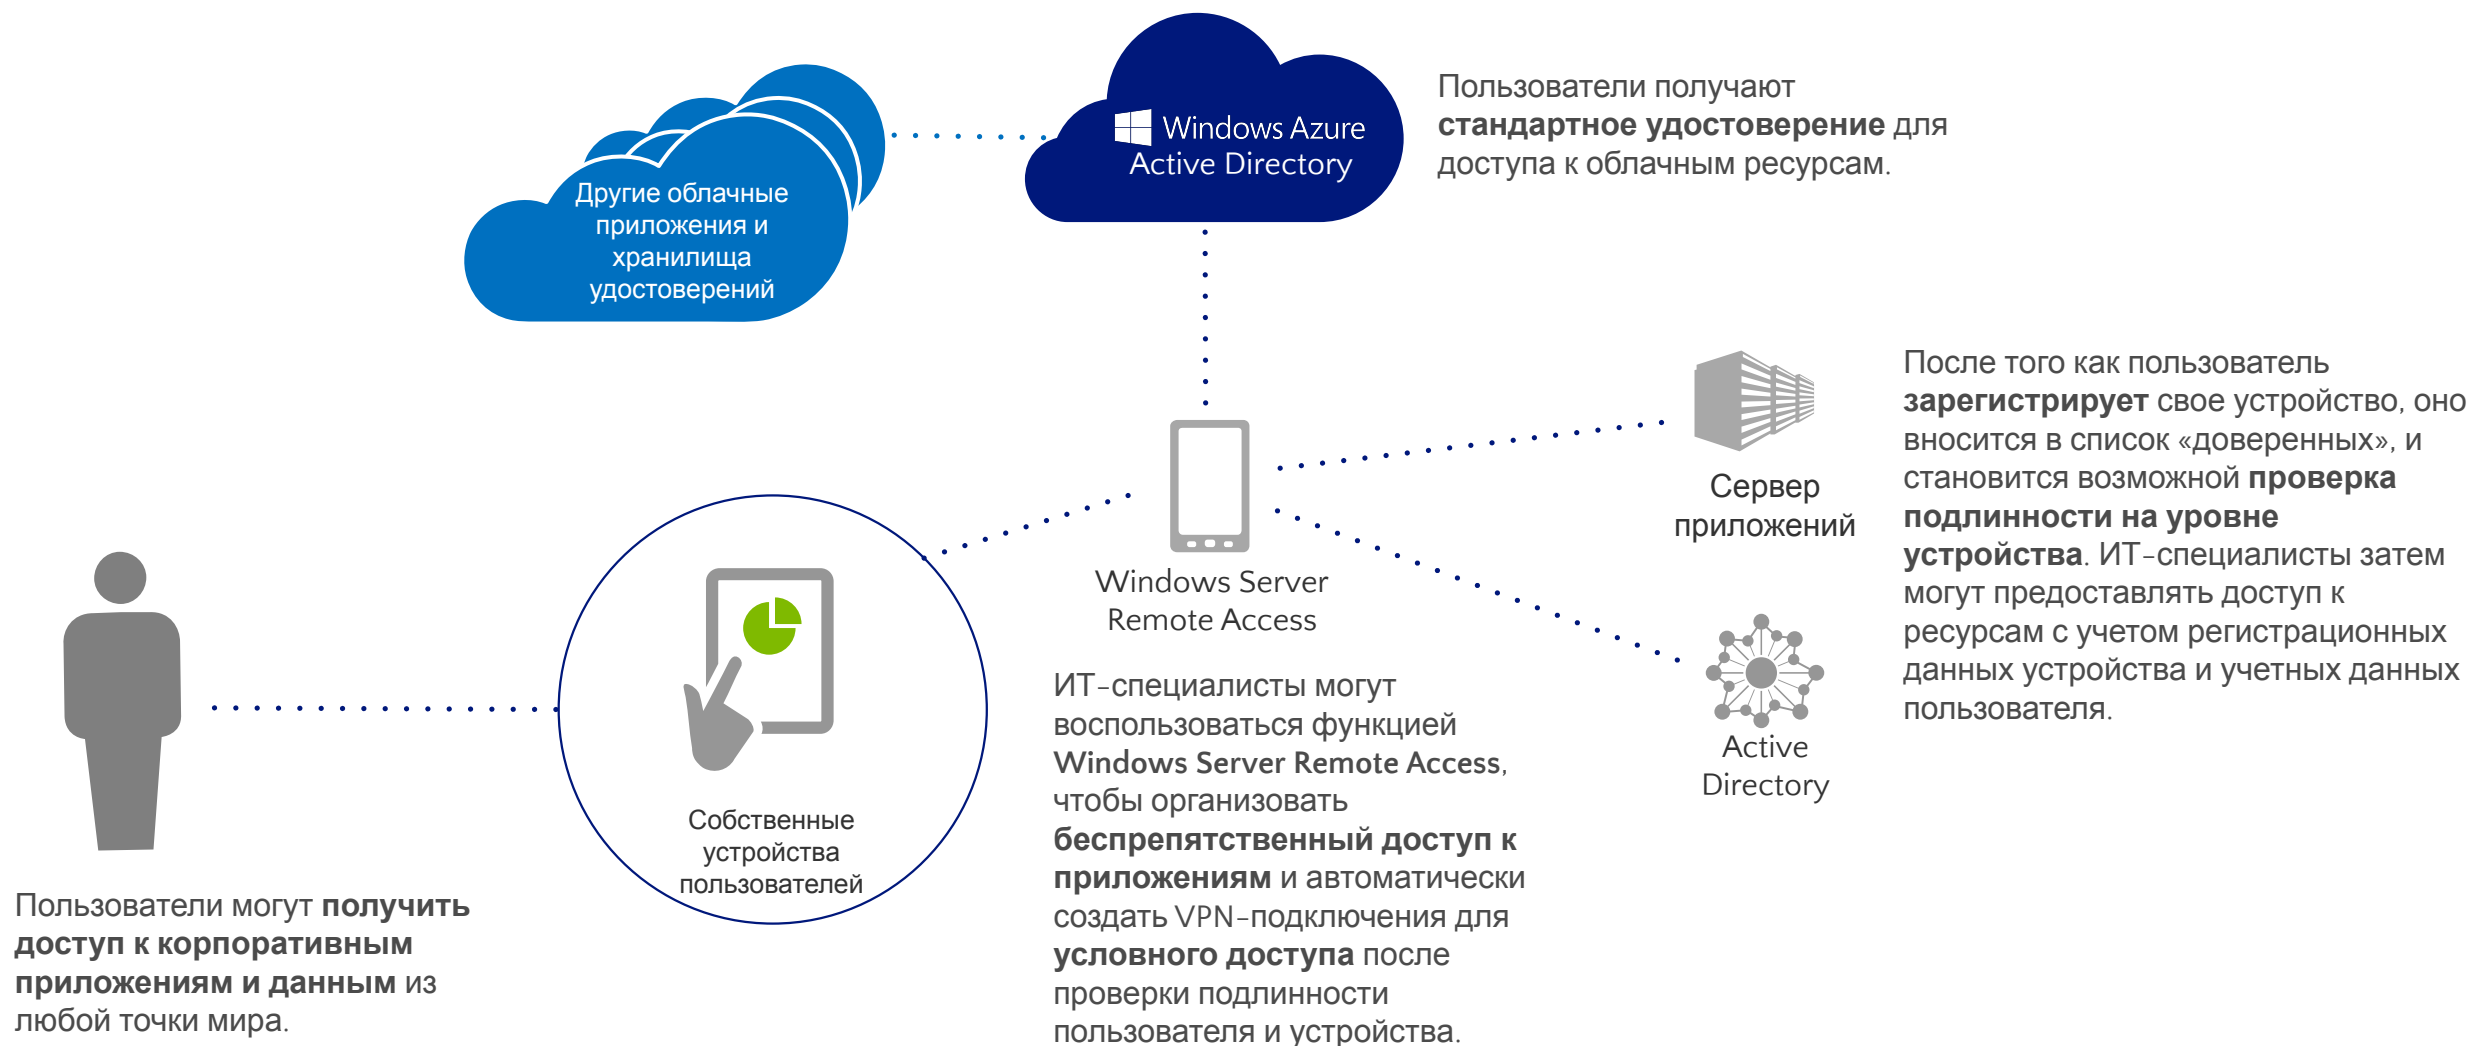 Другие облачные
приложения и
хранилища
удостоверений
Windows Azure
Active Directory
Пользователи получают
стандартное удостоверение для
доступа к облачным ресурсам.
Сервер
приложений
После того как пользователь
зарегистрирует свое устройство, оно
вносится в список «доверенных», и
становится возможной проверка
подлинности на уровне
устройства. ИТ-специалисты затем
могут предоставлять доступ к
ресурсам с учетом регистрационных
данных устройства и учетных данных
пользователя.
Windows Server
Remote Access
ИТ-специалисты могут
воспользоваться функцией
Windows Server Remote Access,
чтобы организовать
беспрепятственный доступ к
приложениям и автоматически
создать VPN-подключения для
условного доступа после
проверки подлинности
пользователя и устройства.
Active
Directory
Собственные
устройства
пользователей
Пользователи могут получить
доступ к корпоративным
приложениям и данным из
любой точки мира.